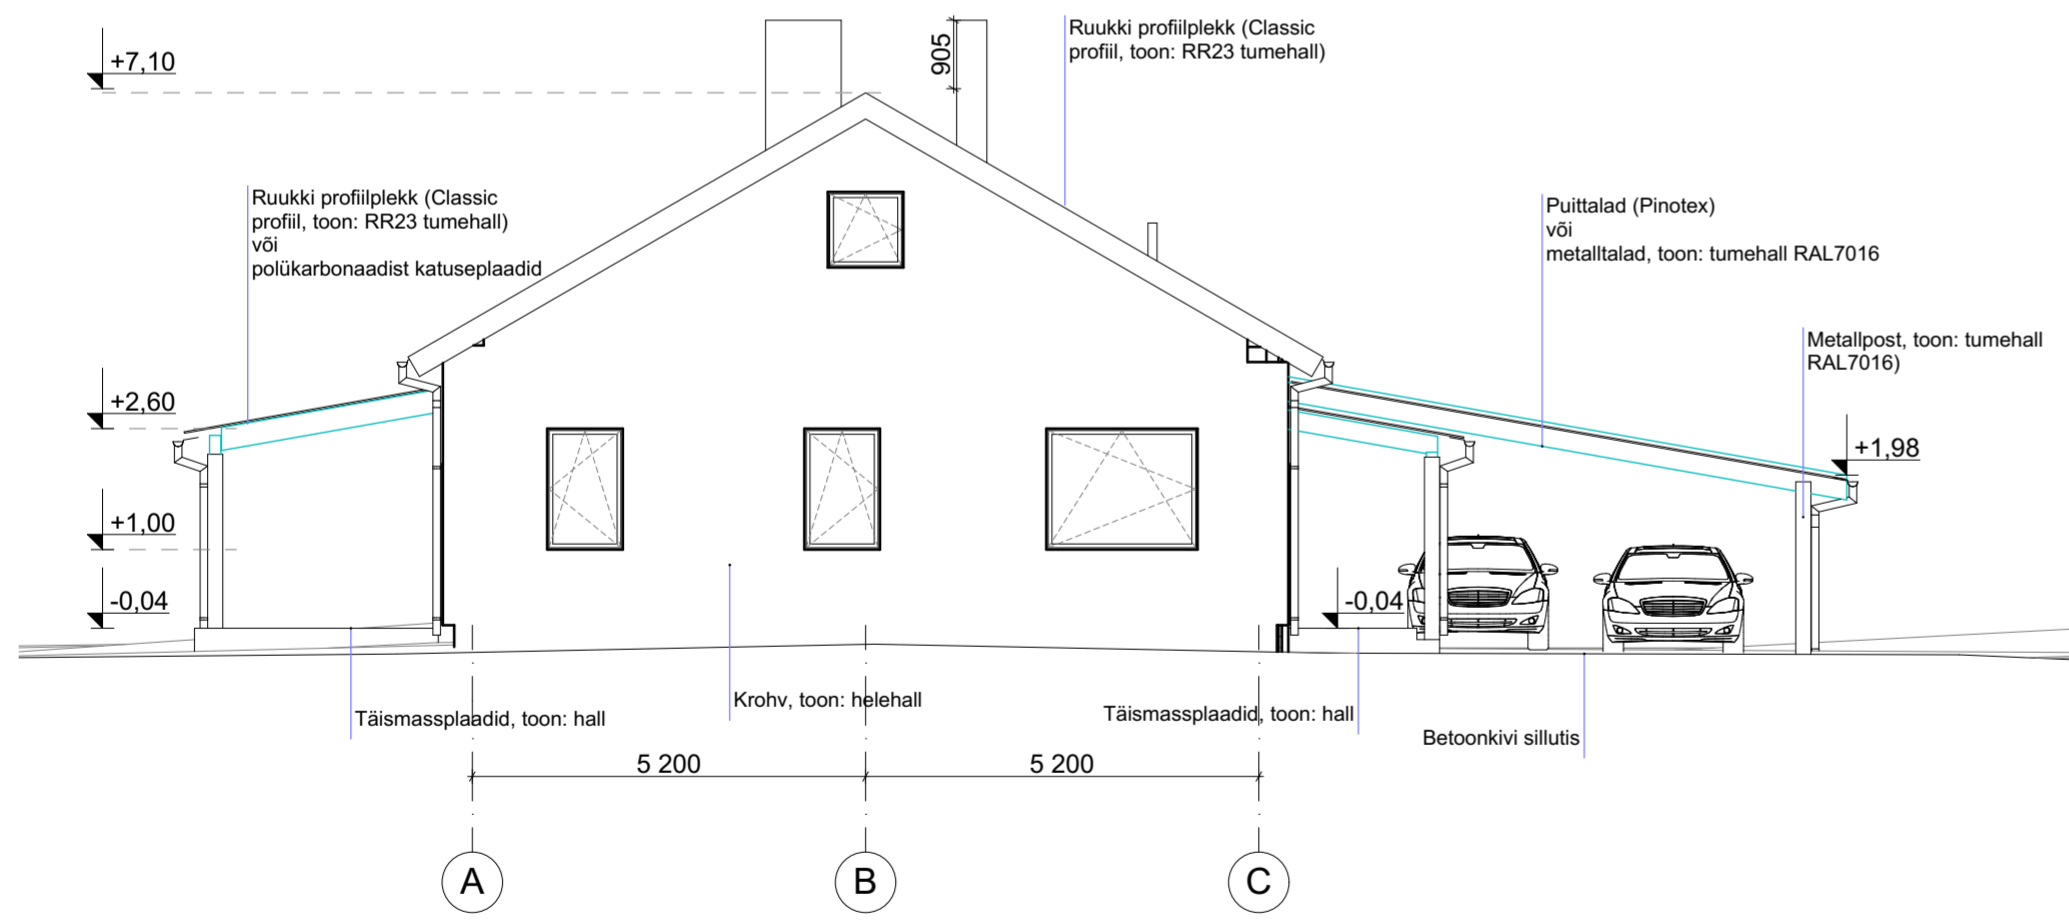 Ruukki profiilplekk (Classic
profiil, toon: RR23 tumehall)
905
+7,10
Ruukki profiilplekk (Classic
profiil, toon: RR23 tumehall)
või
polükarbonaadist katuseplaadid
Puittalad (Pinotex)
või
metalltalad, toon: tumehall RAL7016
Metallpost, toon: tumehall
RAL7016)
+2,60
+1,98
+1,00
-0,04
-0,04
Täismassplaadid, toon: hall
Krohv, toon: helehall
Täismassplaadid, toon: hall
Betoonkivi sillutis
5 200
5 200
A
B
C